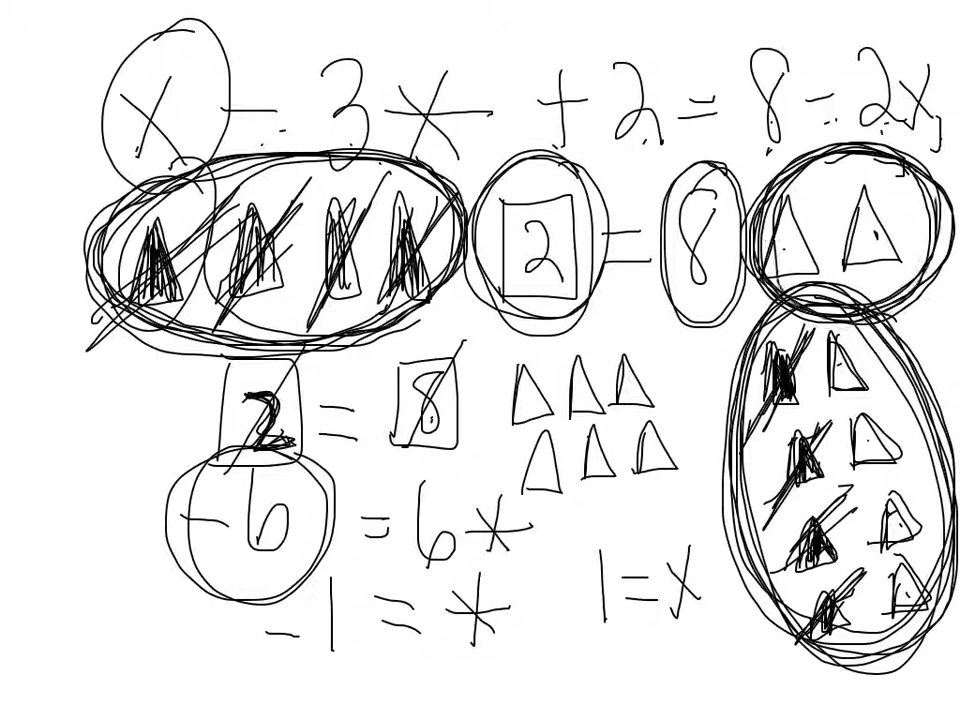 x - 3x + 2 = 8 - 2x
2 = 8
2 = 8
-6 = 6x
-1 = x 1 = x